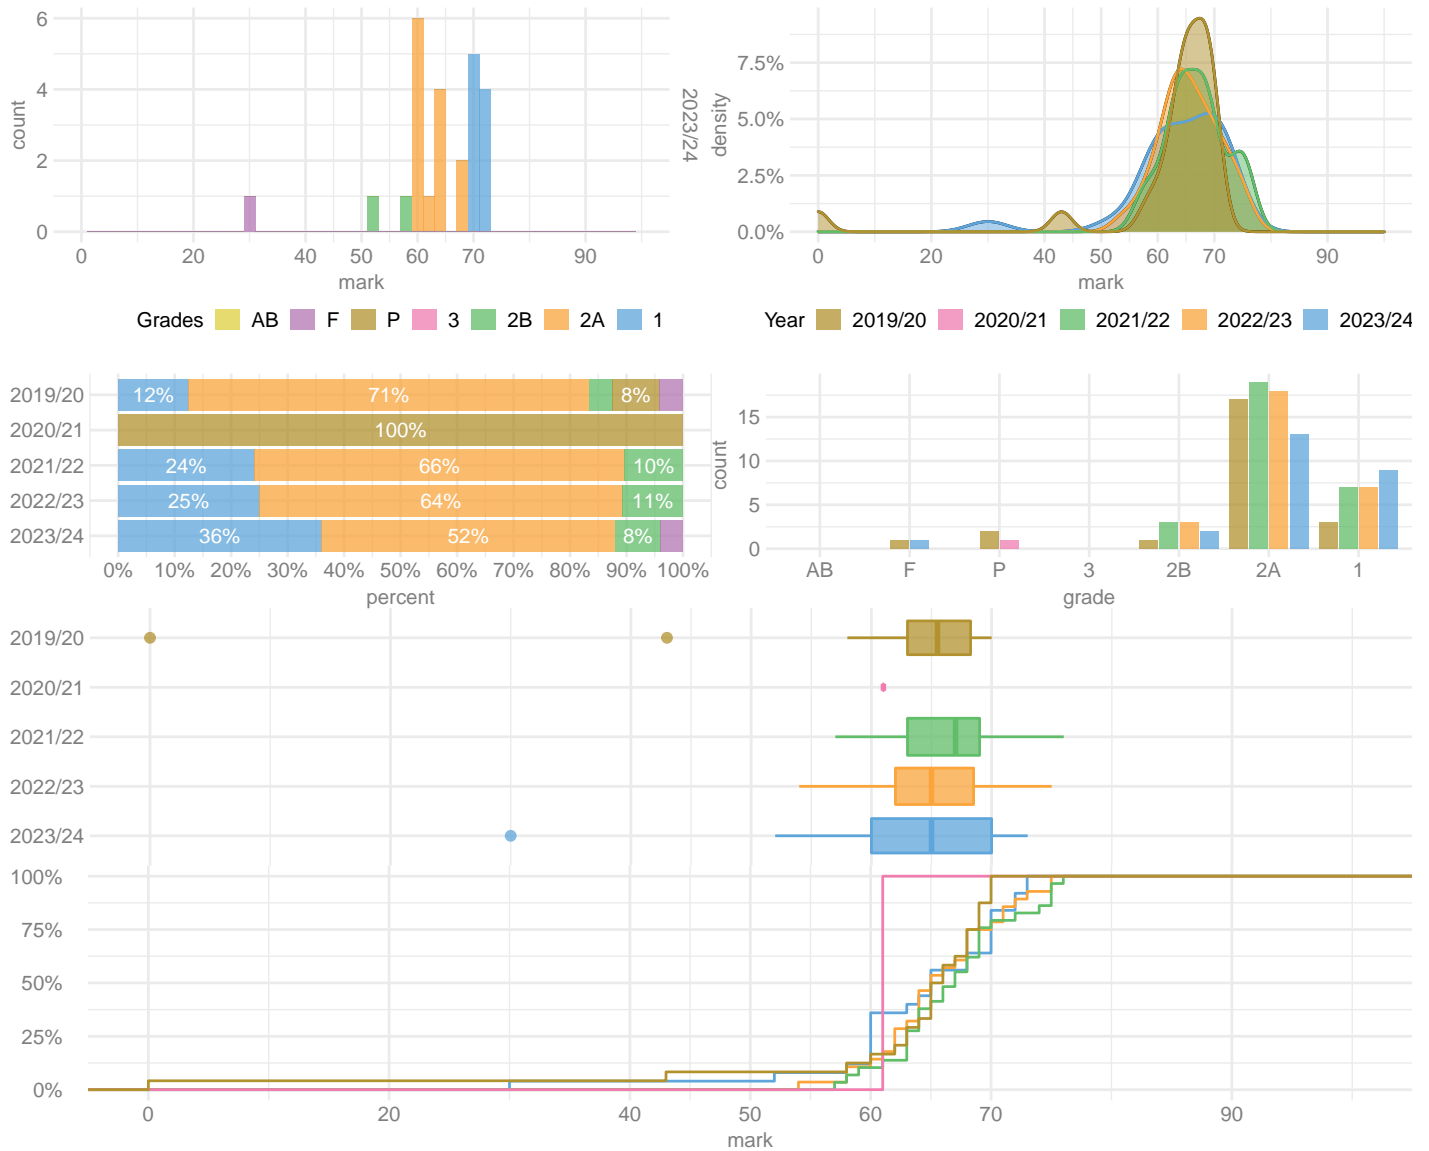 6
4
2
0
count
0 20 40 50 60 70 90
mark
2023/24
7.5%
5.0%
2.5%
0.0%
density
0 20 40 50 60 70 90
mark
Grades AB F P 3 2B 2A 1
Year 2019/20 2020/21 2021/22 2022/23 2023/24
2019/20 12% 71% 8%
2020/21 100%
2021/22 24% 66% 10%
2022/23 25% 64% 11%
2023/24 36% 52% 8%
0% 10% 20% 30% 40% 50% 60% 70% 80% 90% 100%
percent
15
10
5
0
count
AB F P 3 2B 2A 1
grade
2019/20
2020/21
2021/22
2022/23
2023/24
100%
75%
50%
25%
0%
0 20 40 50 60 70 90
mark